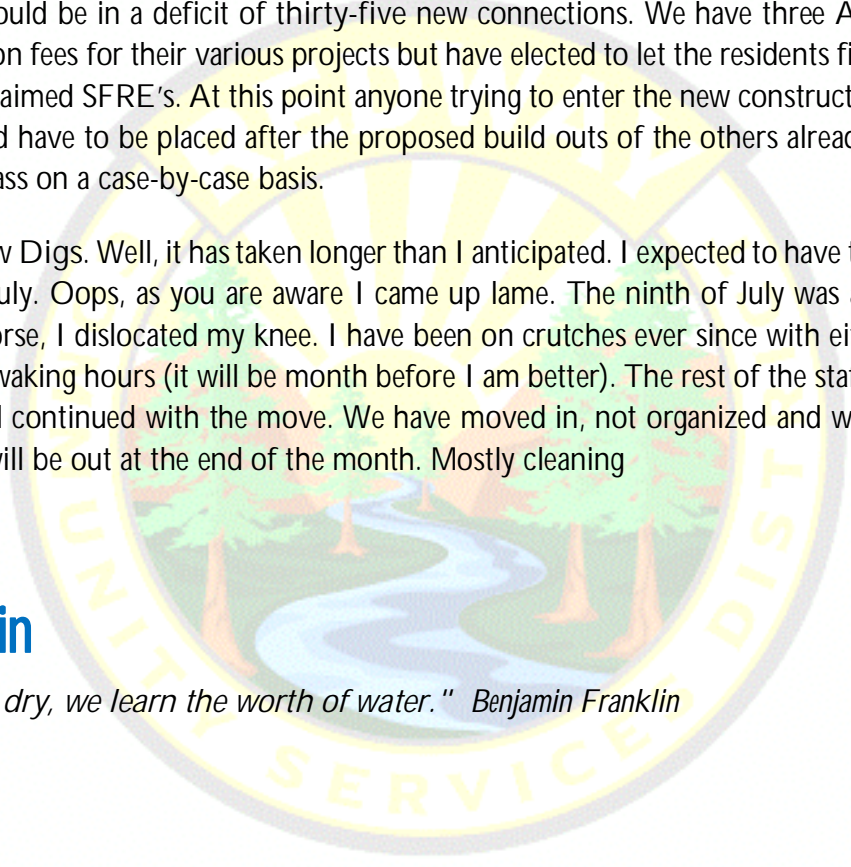 ould be in a deficit of thirty-five new connections. We have three A
on fees for their various projects but have elected to let the residents fi
aimed SFRE's. At this point anyone trying to enter the new construct
d have to be placed after the proposed build outs of the others alread
ass on a case-by-case basis.
w Digs. Well, it has taken longer than I anticipated. I expected to have t
uly. Oops, as you are aware I came up lame. The ninth of July was a
orse, I dislocated my knee. I have been on crutches ever since with ei
waking hours (it will be month before I am better). The rest of the staf
d continued with the move. We have moved in, not organized and w
will be out at the end of the month. Mostly cleaning
in
dry, we learn the worth of water." Benjamin Franklin
REDWAY
UNITY SERVICES DIST